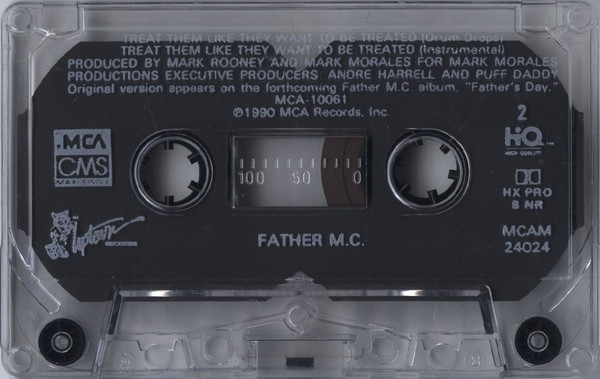 TREAT THEM LIKE THEY WANT TO BE TREATED (Drum Drops)
TREAT THEM LIKE THEY WANT TO BE TREATED (Instrumental)
PRODUCED BY MARK ROONEY AND MARK MORALES FOR MARK MORALES
PRODUCTIONS EXECUTIVE PRODUCERS: ANDRE HARRELL AND PUFF DADDY
Original version appears on the forthcoming Father M.C. album, "Father's Day."
MCA-10061
℗©1990 MCA Records, Inc.
MCA
CMS
MAXI-SINGLE
2
HiQ
HIGH QUALITY
HX PRO
B NR
100 50 0
Uptown
RECORDS
FATHER M.C.
MCAM
24024